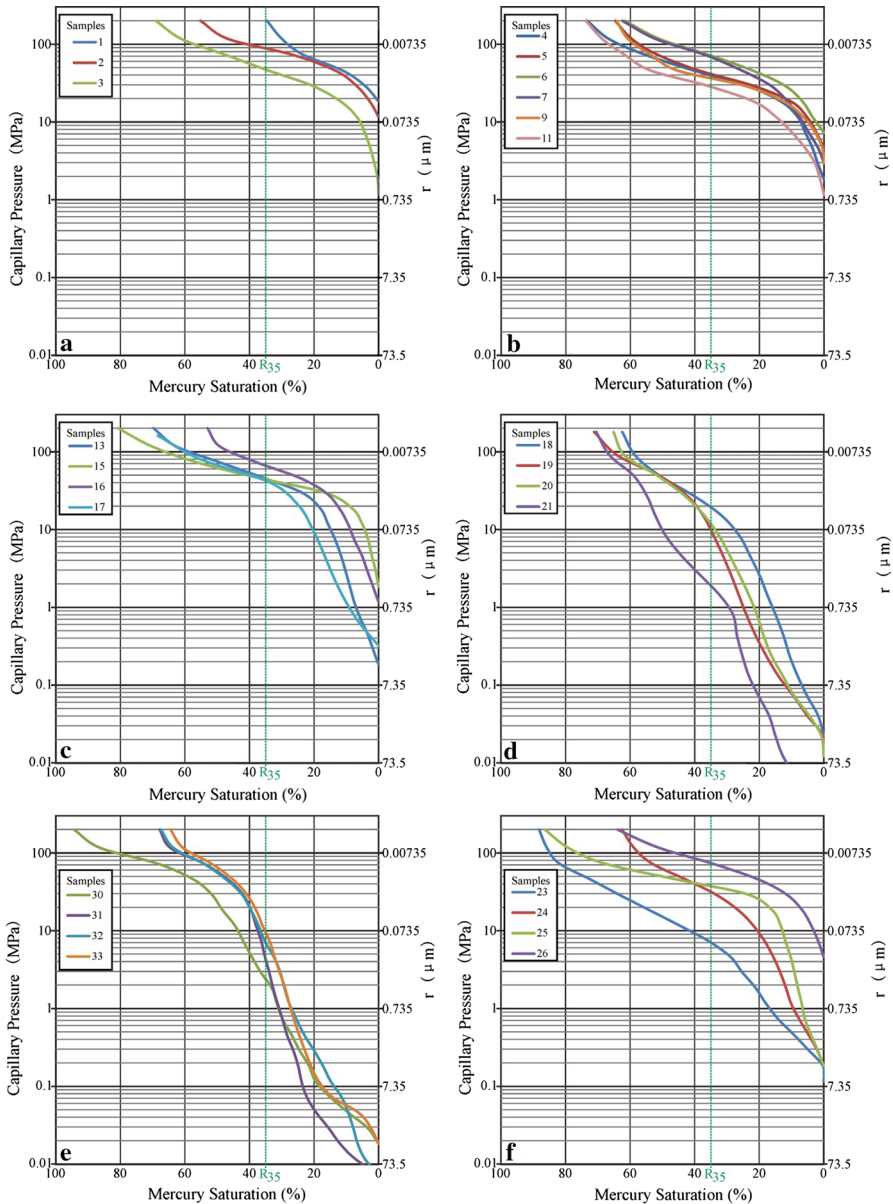 Samples
1
2
3
100
10
1
0.1
0.01
Capillary Pressure (MPa)
0.00735
0.0735
0.735
7.35
73.5
r (μm)
a
100 80 60 40 R35 20 0
Mercury Saturation (%)
Samples
4
5
6
7
9
11
100
10
1
0.1
0.01
Capillary Pressure (MPa)
0.00735
0.0735
0.735
7.35
73.5
r (μm)
b
100 80 60 40 R35 20 0
Mercury Saturation (%)
Samples
13
15
16
17
100
10
1
0.1
0.01
Capillary Pressure (MPa)
0.00735
0.0735
0.735
7.35
73.5
r (μm)
c
100 80 60 40 R35 20 0
Mercury Saturation (%)
Samples
18
19
20
21
100
10
1
0.1
0.01
Capillary Pressure (MPa)
0.00735
0.0735
0.735
7.35
73.5
r (μm)
d
100 80 60 40 R35 20 0
Mercury Saturation (%)
Samples
30
31
32
33
100
10
1
0.1
0.01
Capillary Pressure (MPa)
0.00735
0.0735
0.735
7.35
73.5
r (μm)
e
100 80 60 40 R35 20 0
Mercury Saturation (%)
Samples
23
24
25
26
100
10
1
0.1
0.01
Capillary Pressure (MPa)
0.00735
0.0735
0.735
7.35
73.5
r (μm)
f
100 80 60 40 R35 20 0
Mercury Saturation (%)